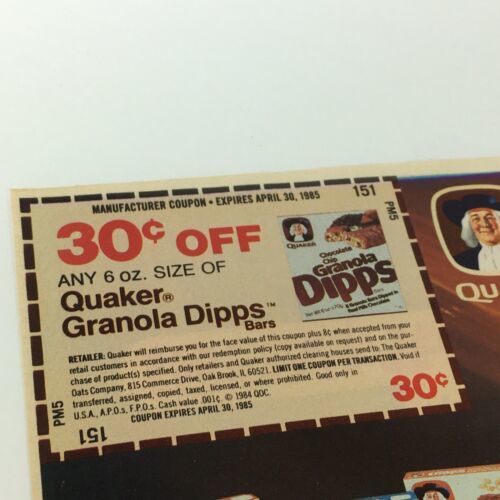 MANUFACTURER COUPON • EXPIRES APRIL 30, 1985
151
PM5
30¢ OFF
ANY 6 oz. SIZE OF
Quaker®
Granola Dipps™
Bars
QUAKER
Chocolate
Chip
Granola
Dipps
Bars
RETAILER: Quaker will reimburse you for the face value of this coupon plus 8¢ when accepted from your
retail customers in accordance with our redemption policy (copy available on request) and on the pur-
chase of product(s) specified. Only retailers and Quaker authorized clearing houses send to. The Quaker
Oats Company, 815 Commerce Drive, Oak Brook, IL 60521. LIMIT ONE COUPON PER TRANSACTION. Void if
transferred, assigned, copied, taxed, licensed, or where prohibited. Good only in
U.S.A., A.P.O.s, F.P.O.s. Cash value .001¢. © 1984 QOC.
COUPON EXPIRES APRIL 30, 1985
30¢
PM5
151
QU